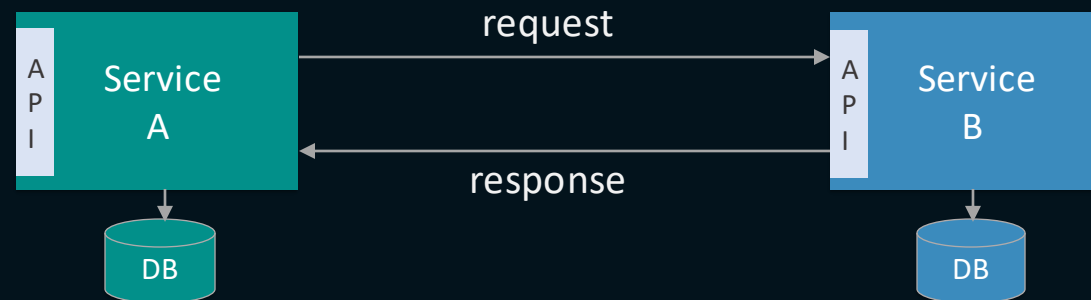 request
A
P
I
Service
A
A
P
I
Service
B
response
DB
DB